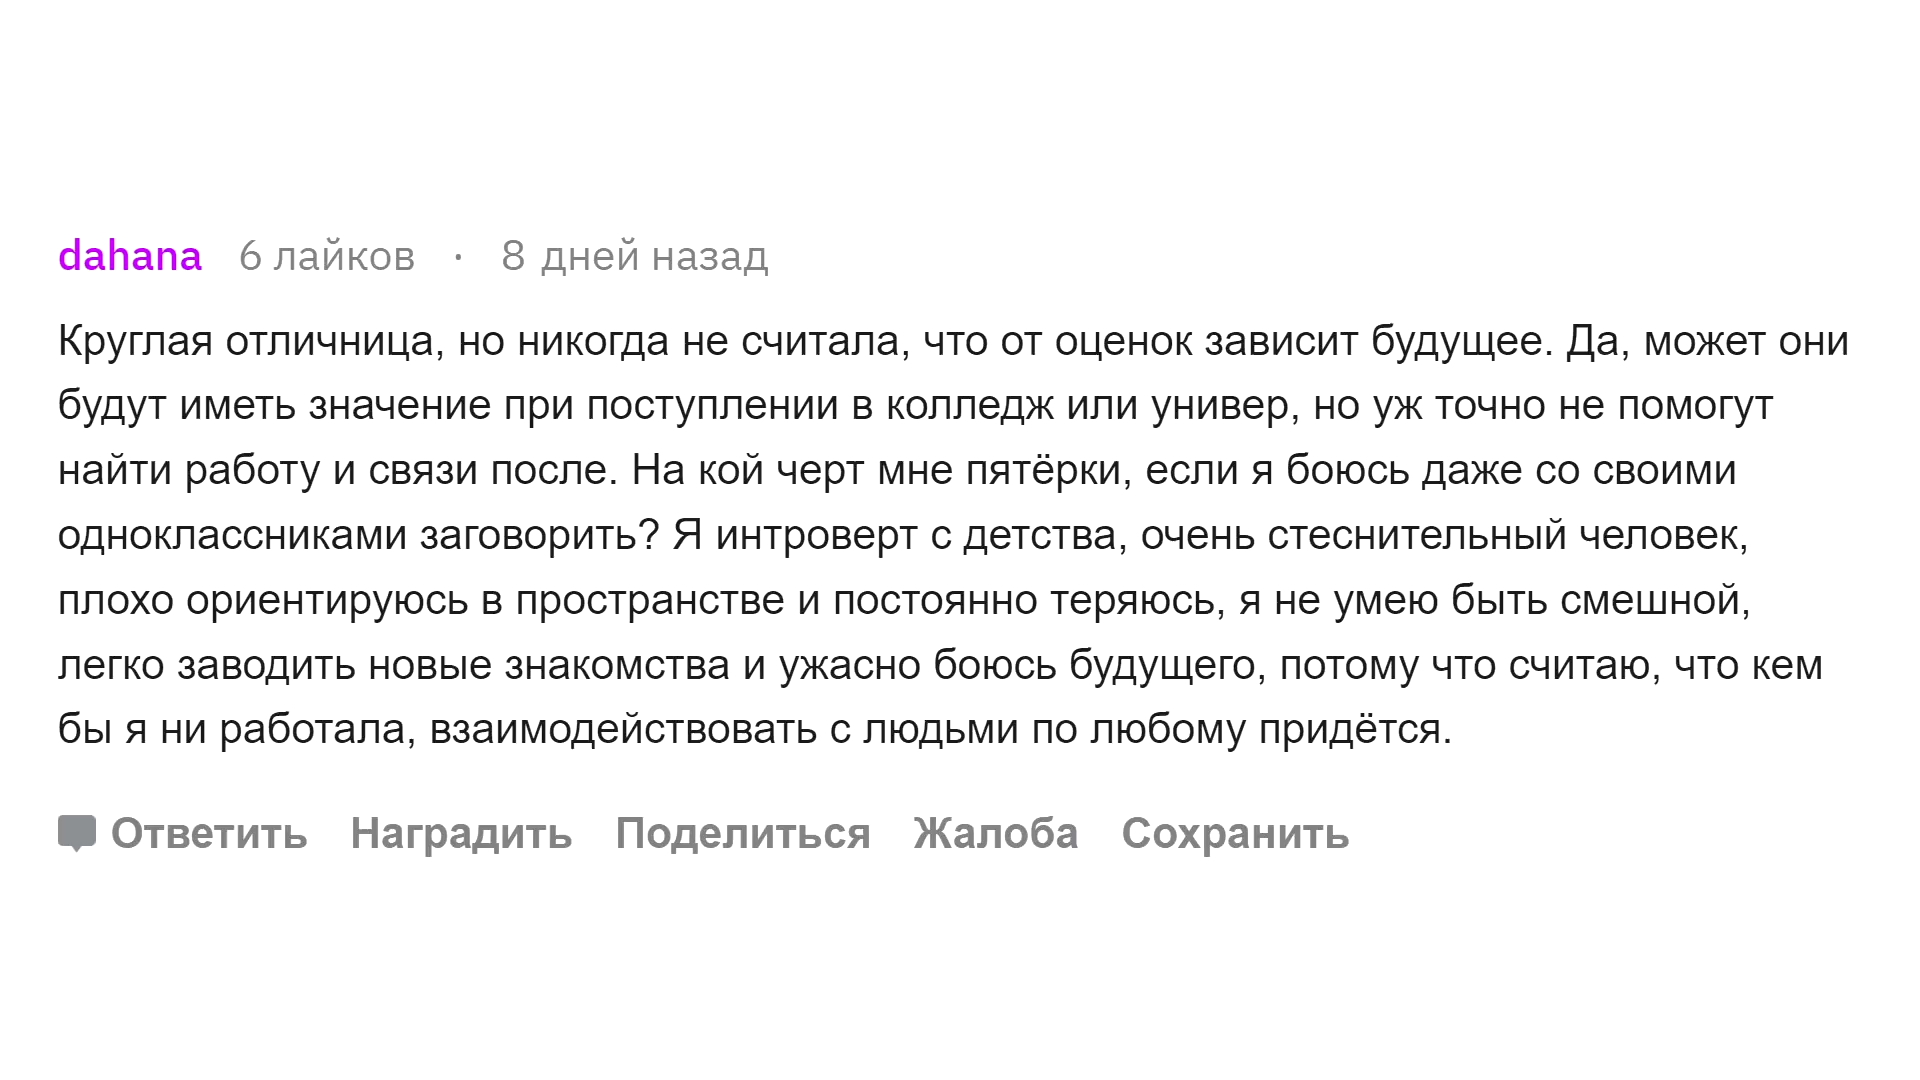 dahana 6 лайков · 8 дней назад
Круглая отличница, но никогда не считала, что от оценок зависит будущее. Да, может они
будут иметь значение при поступлении в колледж или универ, но уж точно не помогут
найти работу и связи после. На кой черт мне пятёрки, если я боюсь даже со своими
одноклассниками заговорить? Я интроверт с детства, очень стеснительный человек,
плохо ориентируюсь в пространстве и постоянно теряюсь, я не умею быть смешной,
легко заводить новые знакомства и ужасно боюсь будущего, потому что считаю, что кем
бы я ни работала, взаимодействовать с людьми по любому придётся.
Ответить Наградить Поделиться Жалоба Сохранить